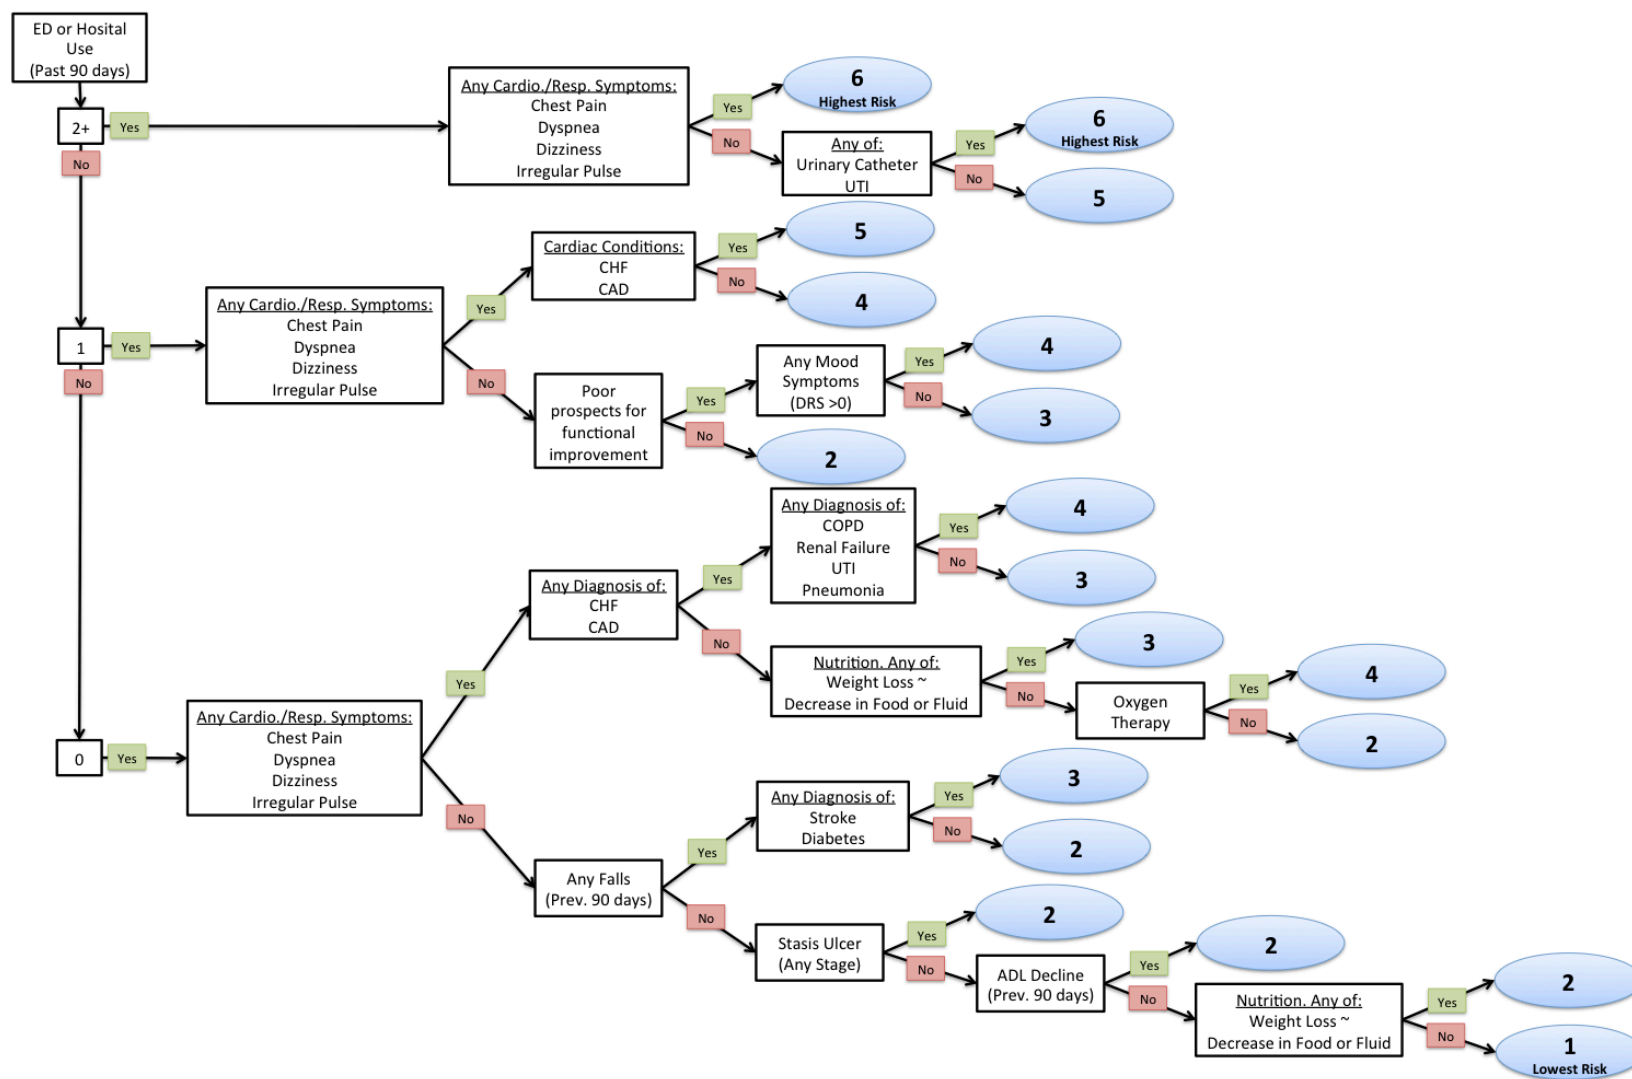 ED or Hosital
Use
(Past 90 days)
2+
Yes
No
Any Cardio./Resp. Symptoms:
Chest Pain
Dyspnea
Dizziness
Irregular Pulse
Yes
No
6
Highest Risk
Any of:
Urinary Catheter
UTI
Yes
No
6
Highest Risk
5
1
Yes
No
Any Cardio./Resp. Symptoms:
Chest Pain
Dyspnea
Dizziness
Irregular Pulse
Yes
No
Cardiac Conditions:
CHF
CAD
Yes
No
5
4
Poor
prospects for
functional
improvement
Yes
No
Any Mood
Symptoms
(DRS >0)
Yes
No
4
3
2
0
Yes
Any Cardio./Resp. Symptoms:
Chest Pain
Dyspnea
Dizziness
Irregular Pulse
Yes
No
Any Diagnosis of:
CHF
CAD
Yes
No
Any Diagnosis of:
COPD
Renal Failure
UTI
Pneumonia
Yes
No
4
3
Nutrition. Any of:
Weight Loss ~
Decrease in Food or Fluid
Yes
No
3
Oxygen
Therapy
Yes
No
4
2
Any Falls
(Prev. 90 days)
Yes
No
Any Diagnosis of:
Stroke
Diabetes
Yes
No
3
2
Stasis Ulcer
(Any Stage)
Yes
No
2
ADL Decline
(Prev. 90 days)
Yes
No
2
Nutrition. Any of:
Weight Loss ~
Decrease in Food or Fluid
Yes
No
2
1
Lowest Risk